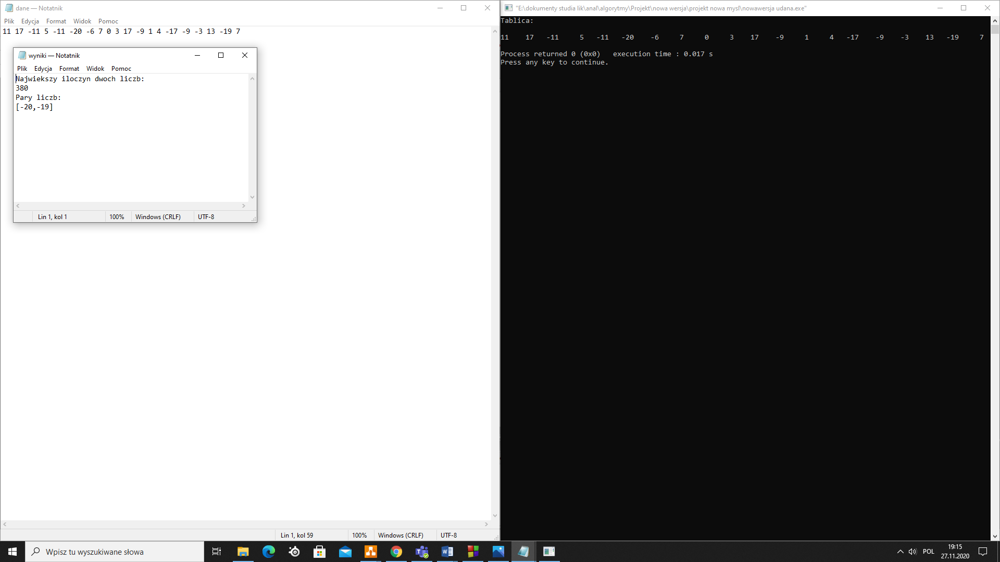 dane — Notatnik
Plik Edycja Format Widok Pomoc
11 17 -11 5 -11 -20 -6 7 0 3 17 -9 1 4 -17 -9 -3 13 -19 7
wyniki — Notatnik
Plik Edycja Format Widok Pomoc
Najwiekszy iloczyn dwoch liczb:
380
Pary liczb:
[-20,-19]
Lin 1, kol 1 100% Windows (CRLF) UTF-8
Lin 1, kol 59 100% Windows (CRLF) UTF-8
"E:\dokumenty studia lik\anal\algorytmy\Projekt\nowa wersja\projekt nowa mysl\nowawersja udana.exe"
Tablica:
11 17 -11 5 -11 -20 -6 7 0 3 17 -9 1 4 -17 -9 -3 13 -19 7
Process returned 0 (0x0) execution time : 0.017 s
Press any key to continue.
Wpisz tu wyszukiwane słowa
POL
19:15
27.11.2020